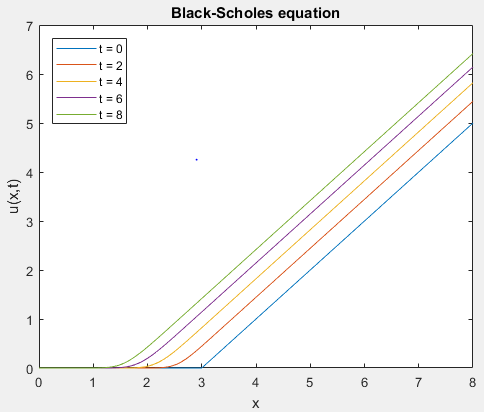 Black-Scholes equation
7
6
5
4
3
2
1
0
u(x,t)
t = 0
t = 2
t = 4
t = 6
t = 8
0 1 2 3 4 5 6 7 8
x